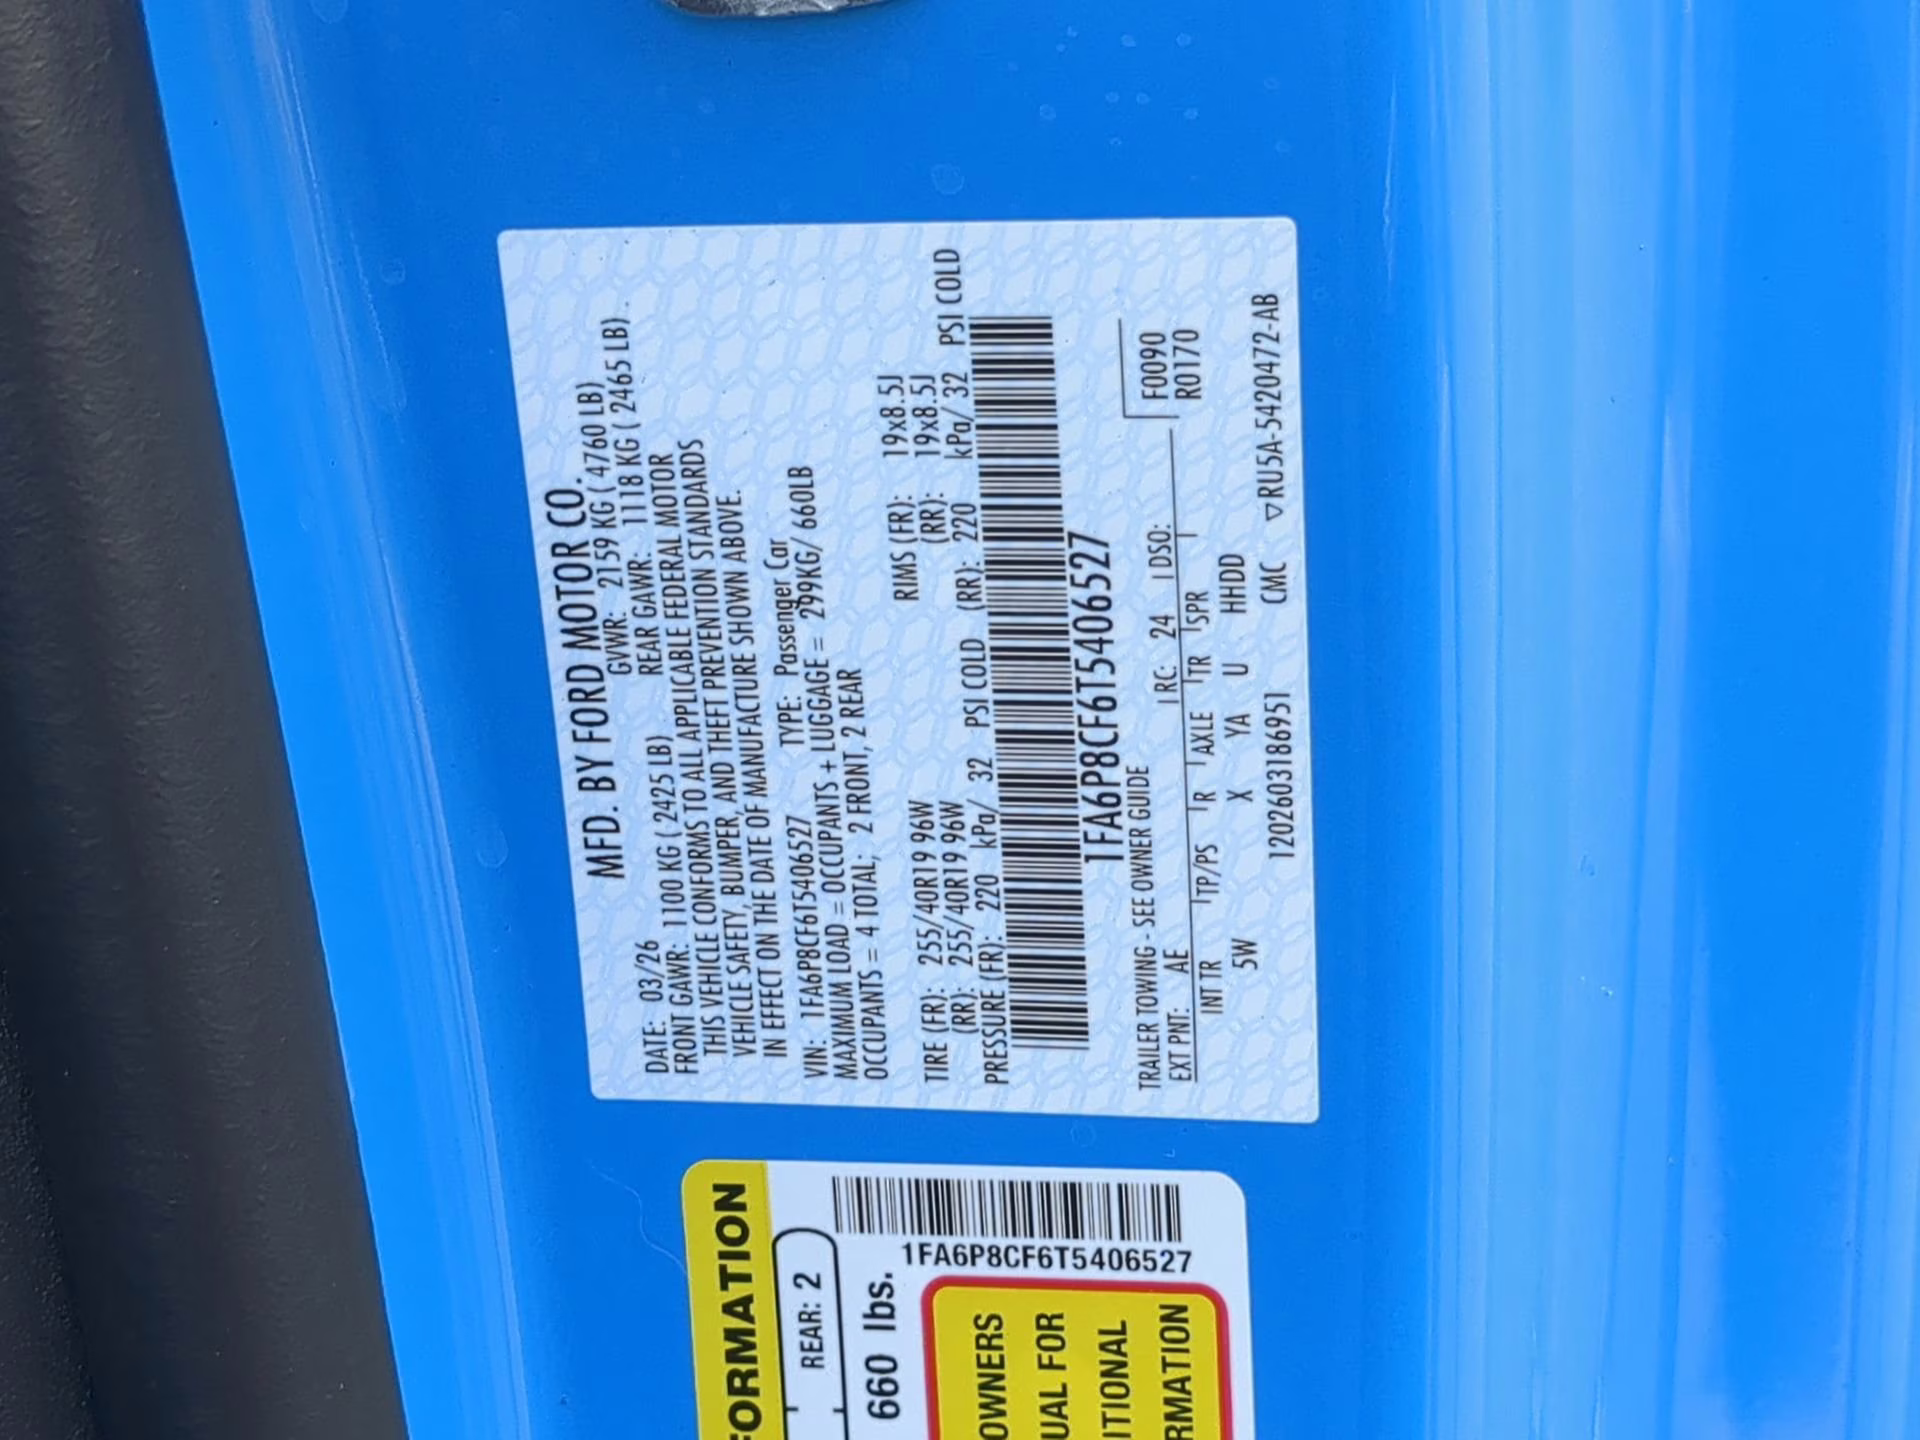 MFD. BY FORD MOTOR CO.
DATE: 03/26 GVWR: 2159 KG ( 4760 LB)
FRONT GAWR: 1100 KG ( 2425 LB) REAR GAWR: 1118 KG ( 2465 LB)
THIS VEHICLE CONFORMS TO ALL APPLICABLE FEDERAL MOTOR
VEHICLE SAFETY, BUMPER, AND THEFT PREVENTION STANDARDS
IN EFFECT ON THE DATE OF MANUFACTURE SHOWN ABOVE.
VIN: 1FA6P8CF6T5406527 TYPE: Passenger Car
MAXIMUM LOAD = OCCUPANTS + LUGGAGE = 299KG/ 660LB
OCCUPANTS = 4 TOTAL; 2 FRONT, 2 REAR
TIRE (FR): 255/40R19 96W RIMS (FR): 19x8.5J
(RR): 255/40R19 96W (RR): 19x8.5J
PRESSURE (FR): 220 kPa/ 32 PSI COLD (RR): 220 kPa/ 32 PSI COLD
1FA6P8CF6T5406527
TRAILER TOWING - SEE OWNER GUIDE
F0090
R0170
EXT PNT: AE RC: 24 DSO:
INT TR TP/PS R AXLE TR SPR
5W X YA U HHDD
1202603186951 CMC ▽RU5A-5420472-AB
FORMATION
REAR: 2
660 lbs.
1FA6P8CF6T5406527
OWNERS
UAL FOR
ITIONAL
RMATION